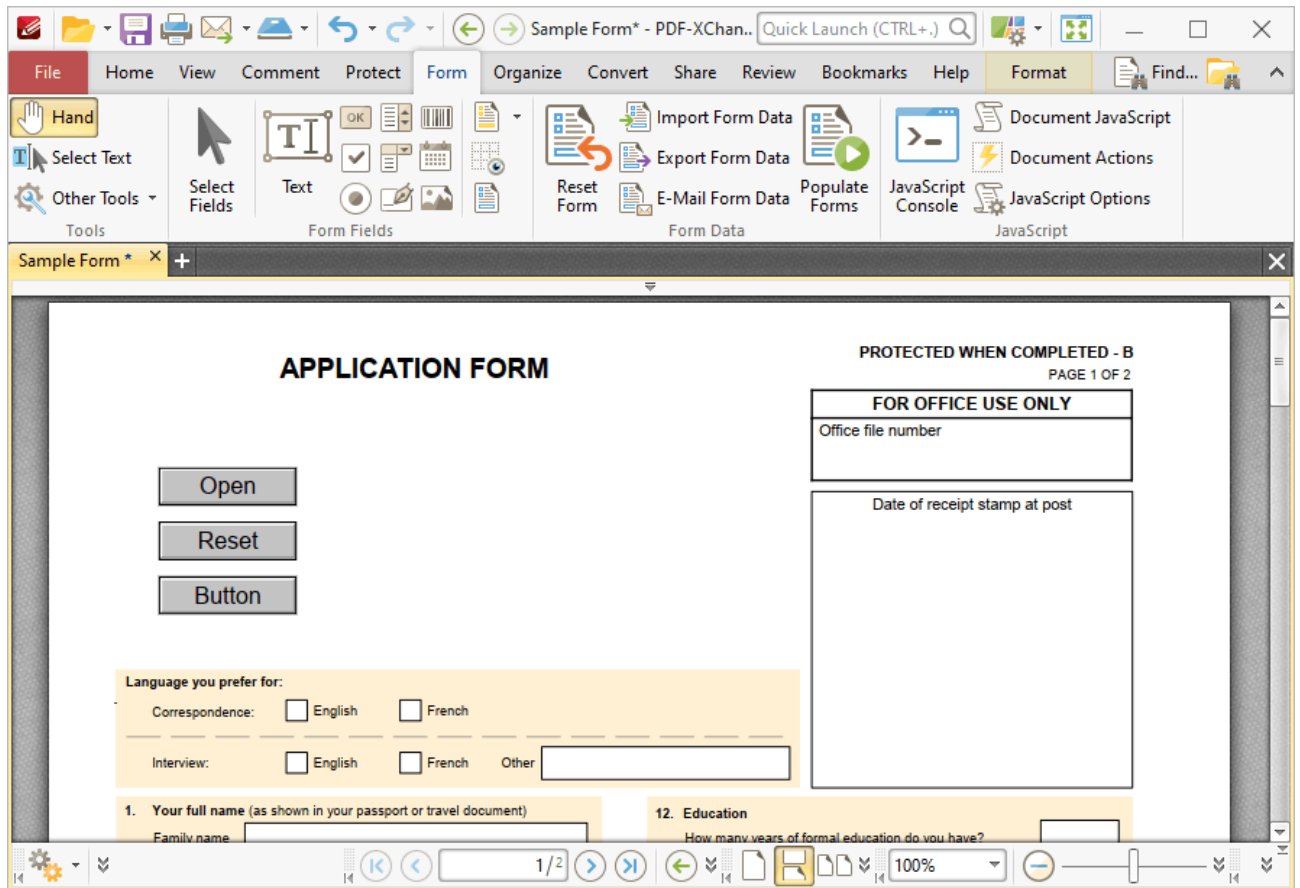 Sample Form* - PDF-XChan..
Quick Launch (CTRL+.)
File Home View Comment Protect Form Organize Convert Share Review Bookmarks Help Format Find...
Hand
Select Text
Other Tools
Tools
Select
Fields
Text
OK
Form Fields
Reset
Form
Import Form Data
Export Form Data
E-Mail Form Data
Populate
Forms
Form Data
JavaScript
Console
Document JavaScript
Document Actions
JavaScript Options
JavaScript
Sample Form *
APPLICATION FORM
PROTECTED WHEN COMPLETED - B
PAGE 1 OF 2
FOR OFFICE USE ONLY
Office file number
Date of receipt stamp at post
Open
Reset
Button
Language you prefer for:
Correspondence: English French
Interview: English French Other
1. Your full name (as shown in your passport or travel document)
Family name
12. Education
How many years of formal education do you have?
1/2
100%